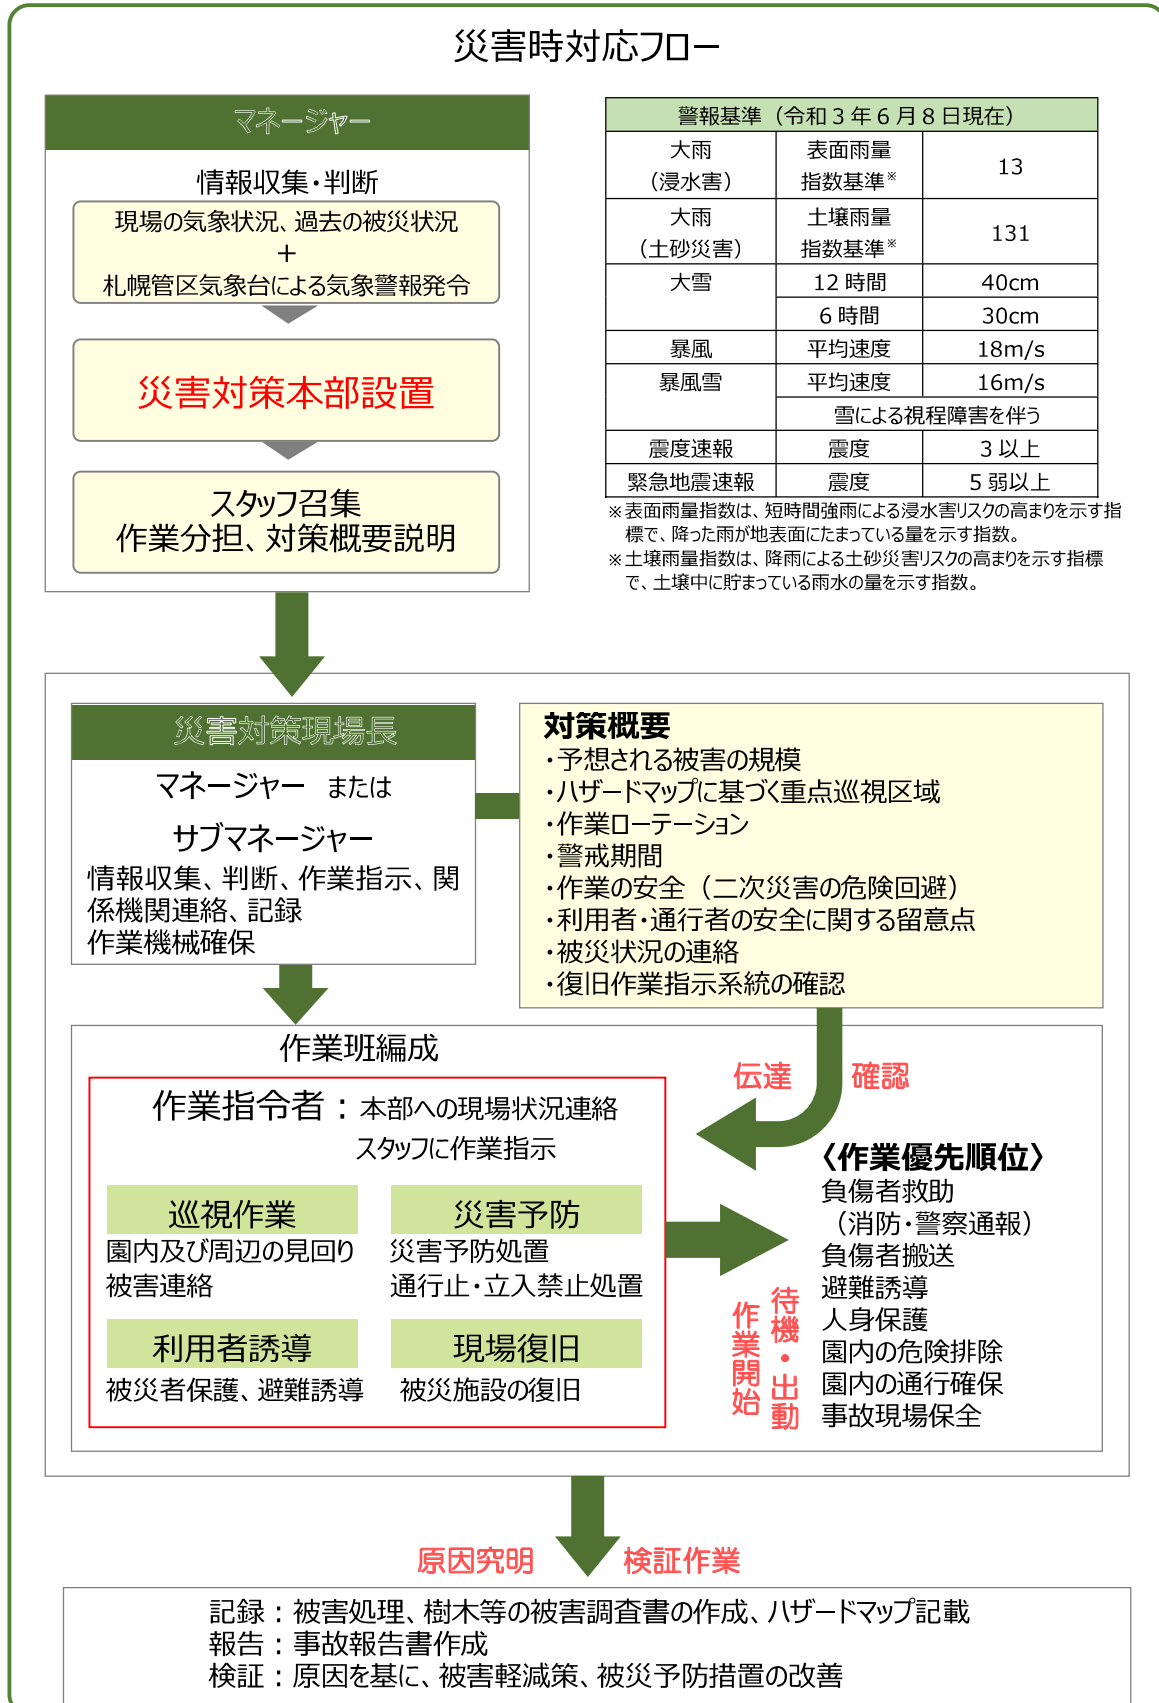 災害時対応フロー
マネージャー
情報収集・判断
現場の気象状況、過去の被災状況
+
札幌管区気象台による気象警報発令
災害対策本部設置
スタッフ召集
作業分担、対策概要説明
警報基準（令和3年6月8日現在）
大雨
（浸水害）
表面雨量
指数基準※
13
大雨
（土砂災害）
土壌雨量
指数基準※
131
大雪
12 時間
40cm
6 時間
30cm
暴風
平均速度
18m/s
暴風雪
平均速度
16m/s
雪による視程障害を伴う
震度速報
震度
3 以上
緊急地震速報
震度
5 弱以上
※表面雨量指数は、短時間強雨による浸水害リスクの高まりを示す指
標で、降った雨が地表面にたまっている量を示す指数。
※土壌雨量指数は、降雨による土砂災害リスクの高まりを示す指標
で、土壌中に貯まっている雨水の量を示す指数。
災害対策現場長
マネージャー または
サブマネージャー
情報収集、判断、作業指示、関
係機関連絡、記録
作業機械確保
対策概要
・予想される被害の規模
・ハザードマップに基づく重点巡視区域
・作業ローテーション
・警戒期間
・作業の安全（二次災害の危険回避）
・利用者・通行者の安全に関する留意点
・被災状況の連絡
・復旧作業指示系統の確認
作業班編成
伝達
確認
作業指令者：本部への現場状況連絡
スタッフに作業指示
巡視作業
園内及び周辺の見回り
被害連絡
災害予防
災害予防処置
通行止・立入禁止処置
利用者誘導
被災者保護、避難誘導
現場復旧
被災施設の復旧
待機・出動
作業開始
〈作業優先順位〉
負傷者救助
（消防・警察通報）
負傷者搬送
避難誘導
人身保護
園内の危険排除
園内の通行確保
事故現場保全
原因究明
検証作業
記録：被害処理、樹木等の被害調査書の作成、ハザードマップ記載
報告：事故報告書作成
検証：原因を基に、被害軽減策、被災予防措置の改善